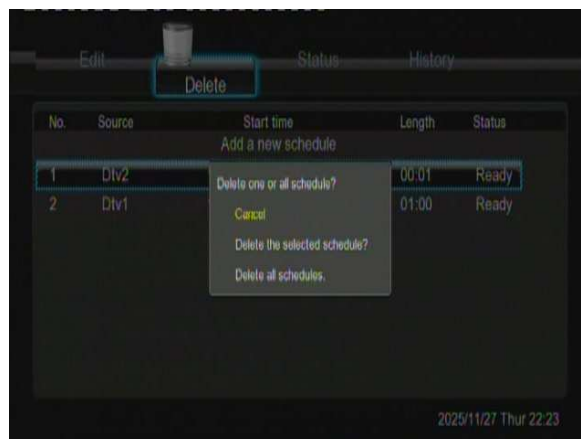 Edit
Status
History
Delete
No. Source Start time Length Status
Add a new schedule
1 Dtv2 00:01 Ready
Delete one or all schedule?
2 Dtv1 01:00 Ready
Cancel
Delete the selected schedule?
Delete all schedules.
2025/11/27 Thur 22:23